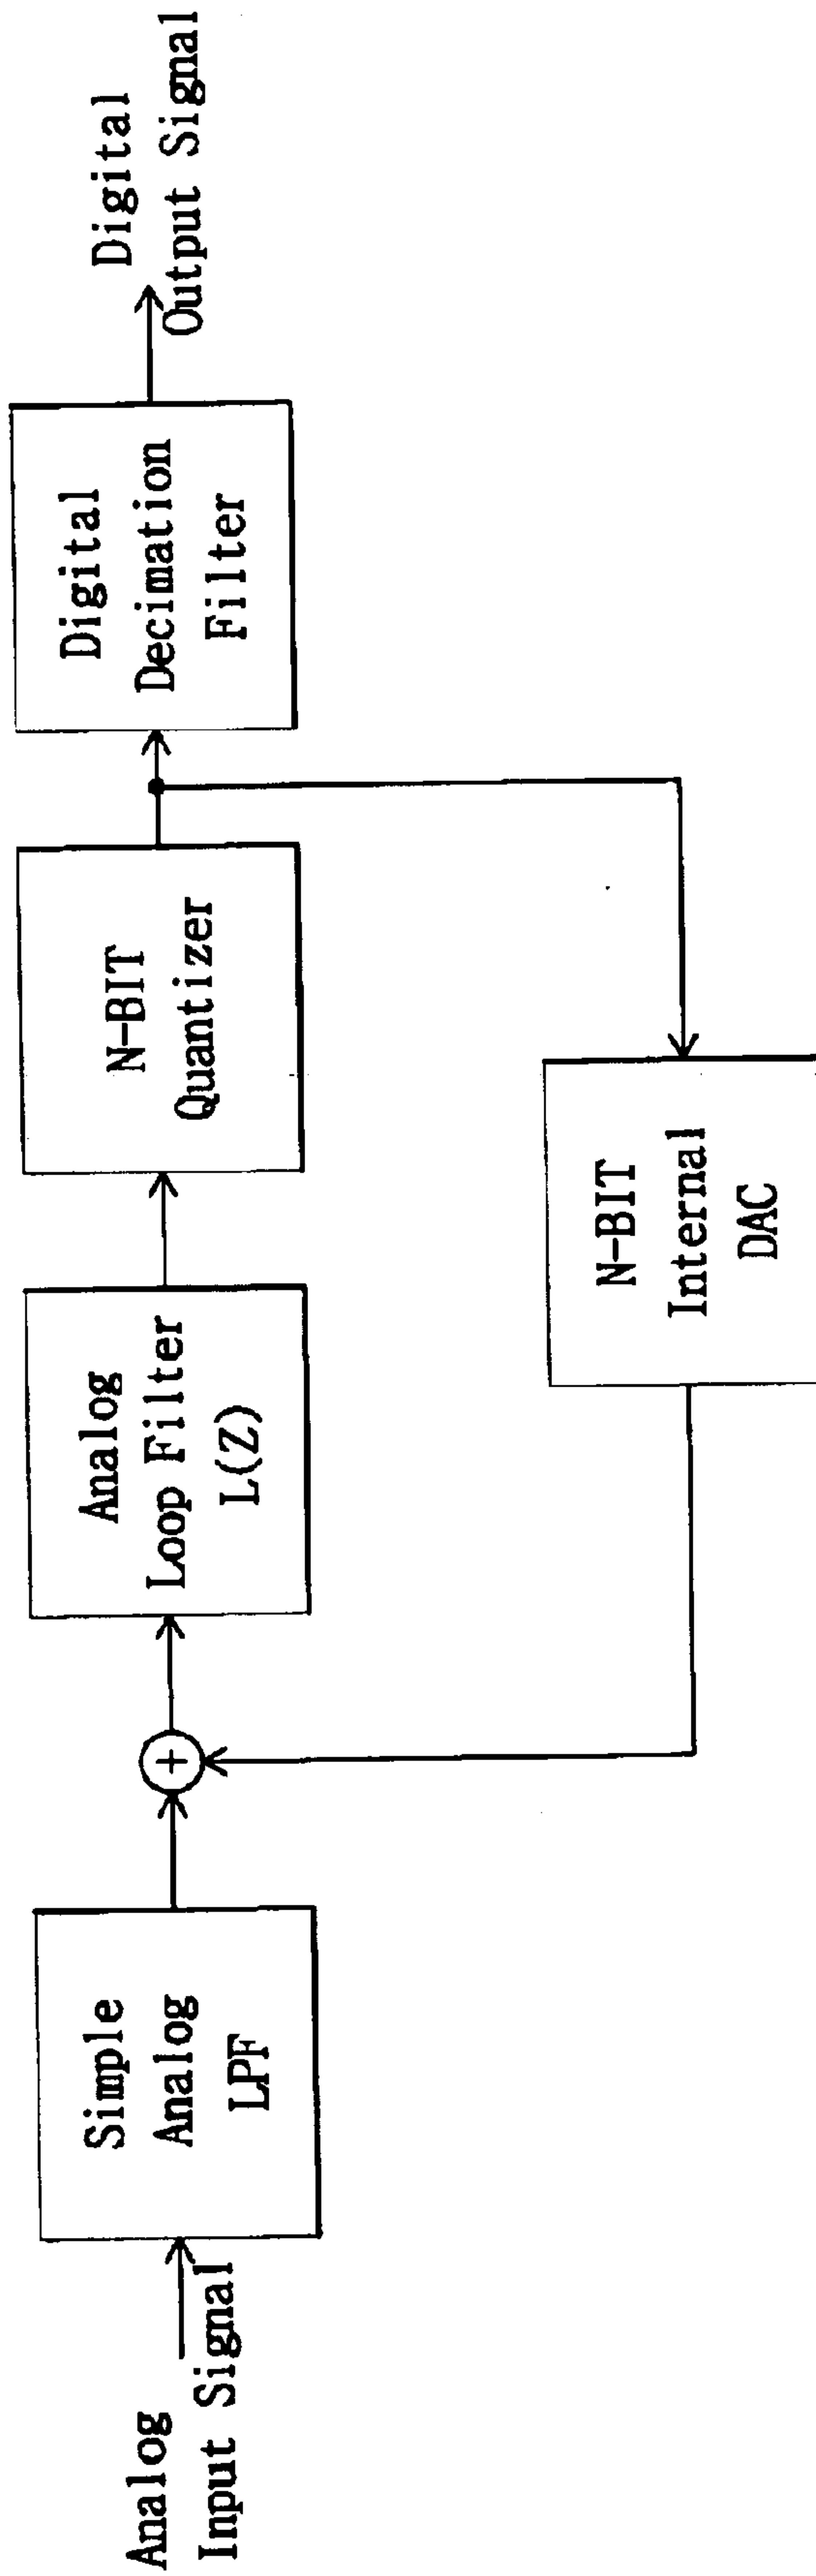 Analog
Input Signal
Simple
Analog
LPF
+
Analog
Loop Filter
L(Z)
N-BIT
Quantizer
Digital
Decimation
Filter
Digital
Output Signal
N-BIT
Internal
DAC